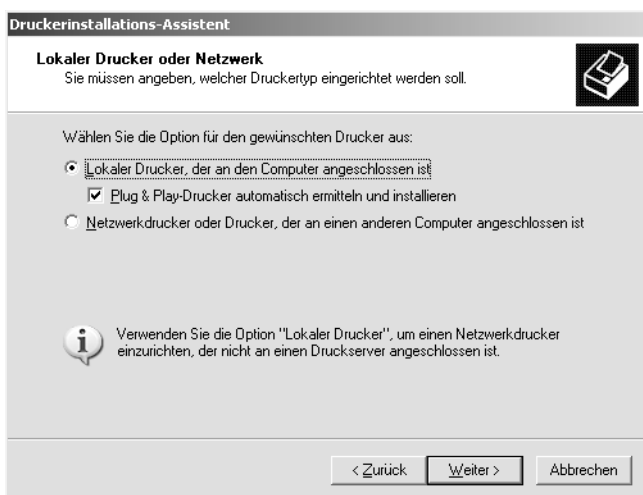 Druckerinstallations-Assistent
Lokaler Drucker oder Netzwerk
Sie müssen angeben, welcher Druckertyp eingerichtet werden soll.
Wählen Sie die Option für den gewünschten Drucker aus:
Lokaler Drucker, der an den Computer angeschlossen ist
Plug & Play-Drucker automatisch ermitteln und installieren
Netzwerkdrucker oder Drucker, der an einen anderen Computer angeschlossen ist
Verwenden Sie die Option "Lokaler Drucker", um einen Netzwerkdrucker
einzurichten, der nicht an einen Druckserver angeschlossen ist.
< Zurück Weiter > Abbrechen